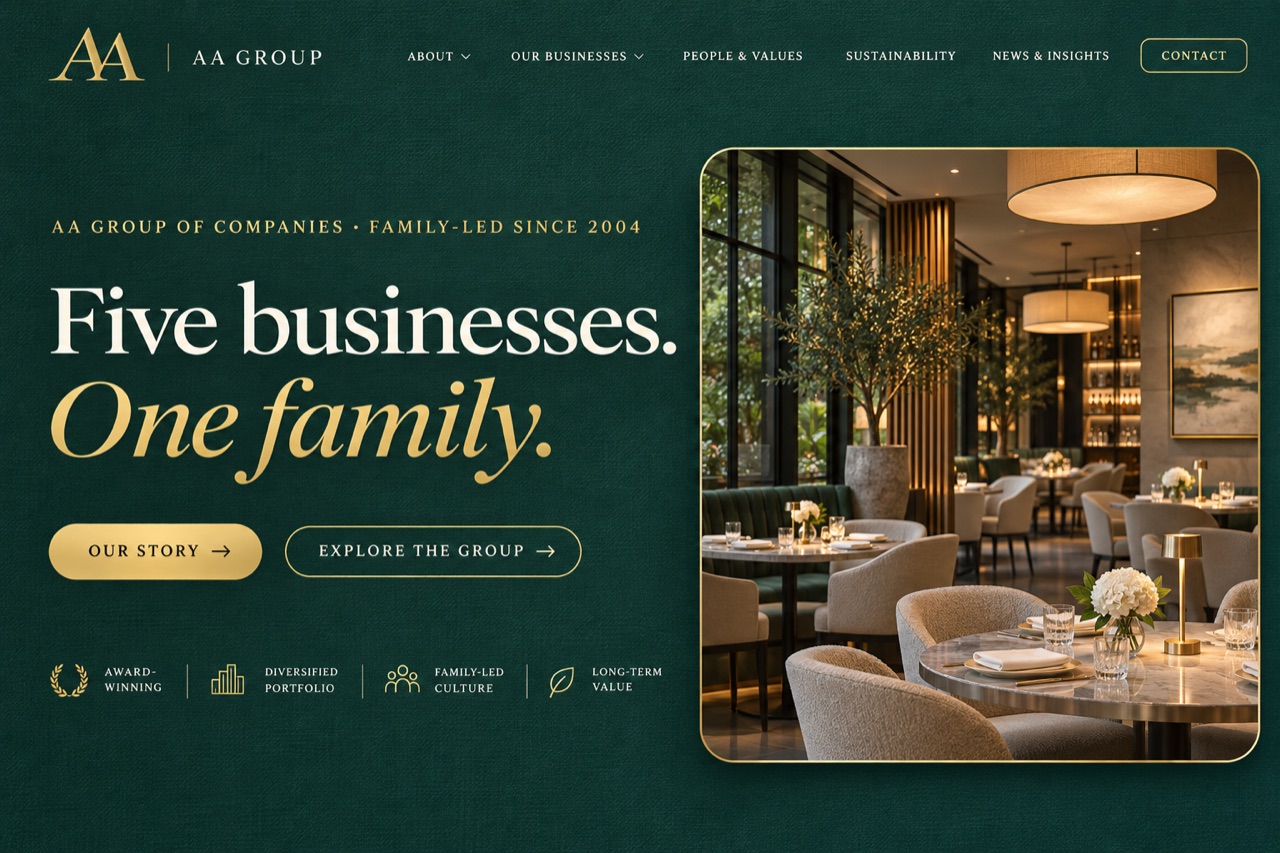 AA | AA GROUP
ABOUT
OUR BUSINESSES
PEOPLE & VALUES
SUSTAINABILITY
NEWS & INSIGHTS
CONTACT
AA GROUP OF COMPANIES • FAMILY-LED SINCE 2004
Five businesses.
One family.
OUR STORY →
EXPLORE THE GROUP →
AWARD-
WINNING
DIVERSIFIED
PORTFOLIO
FAMILY-LED
CULTURE
LONG-TERM
VALUE